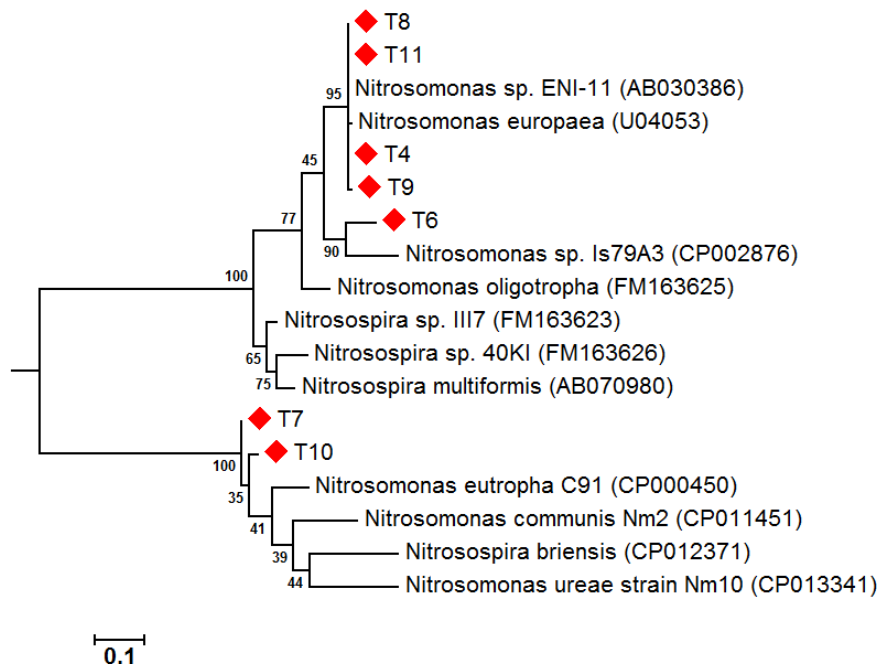 T8
T11
95
Nitrosomonas sp. ENI-11 (AB030386)
Nitrosomonas europaea (U04053)
45
T4
T9
77
T6
90
Nitrosomonas sp. Is79A3 (CP002876)
100
Nitrosomonas oligotropha (FM163625)
Nitrosospira sp. III7 (FM163623)
65
Nitrosospira sp. 40KI (FM163626)
75
Nitrosospira multiformis (AB070980)
T7
100
T10
35
Nitrosomonas eutropha C91 (CP000450)
41
Nitrosomonas communis Nm2 (CP011451)
39
Nitrosospira briensis (CP012371)
44
Nitrosomonas ureae strain Nm10 (CP013341)
0.1